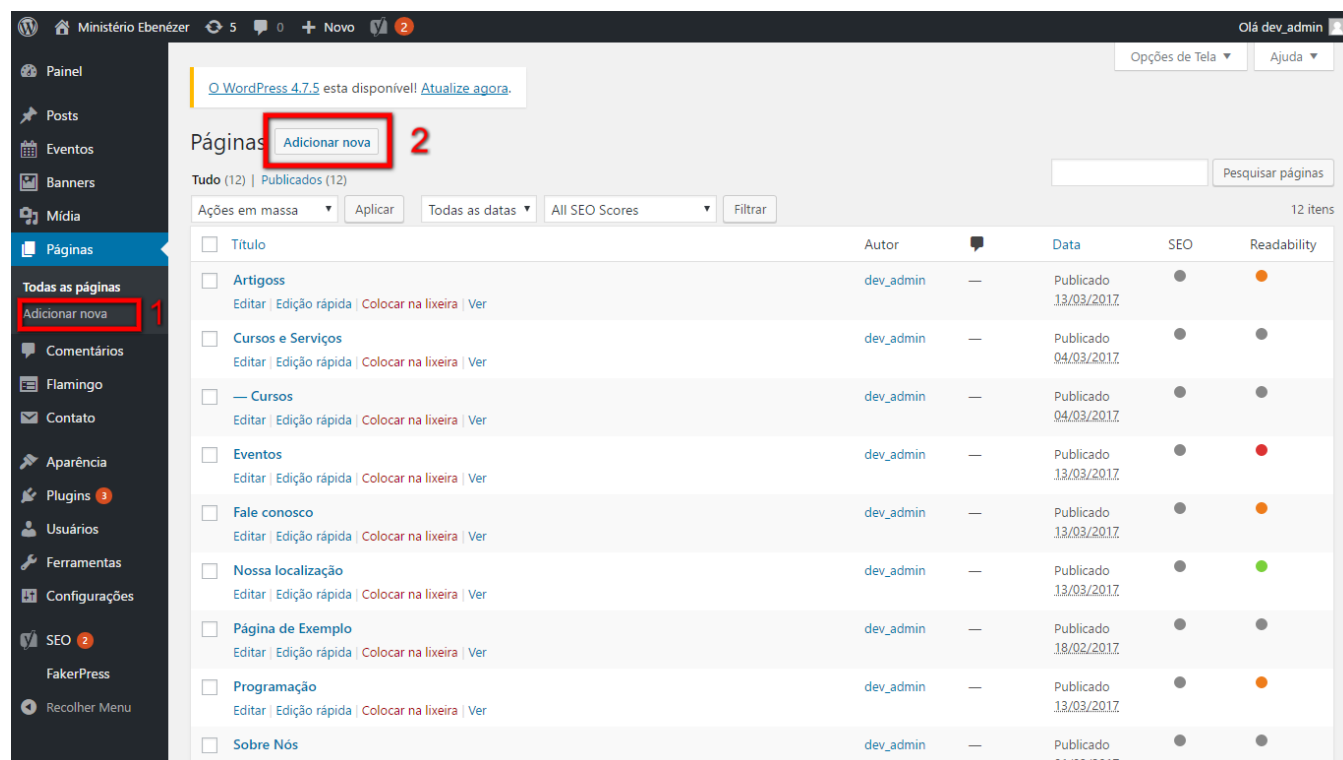 Ministério Ebenézer 5 0 + Novo 2 Olá dev_admin
Opções de Tela ▼ Ajuda ▼
O WordPress 4.7.5 esta disponível! Atualize agora.
Páginas Adicionar nova 2
Tudo (12) | Publicados (12)
Pesquisar páginas
Ações em massa ▼ Aplicar Todas as datas ▼ All SEO Scores ▼ Filtrar 12 itens
Título Autor Data SEO Readability
Artigoss dev_admin — Publicado
Editar | Edição rápida | Colocar na lixeira | Ver 13/03/2017
Cursos e Serviços dev_admin — Publicado
Editar | Edição rápida | Colocar na lixeira | Ver 04/03/2017
— Cursos dev_admin — Publicado
Editar | Edição rápida | Colocar na lixeira | Ver 04/03/2017
Eventos dev_admin — Publicado
Editar | Edição rápida | Colocar na lixeira | Ver 13/03/2017
Fale conosco dev_admin — Publicado
Editar | Edição rápida | Colocar na lixeira | Ver 13/03/2017
Nossa localização dev_admin — Publicado
Editar | Edição rápida | Colocar na lixeira | Ver 13/03/2017
Página de Exemplo dev_admin — Publicado
Editar | Edição rápida | Colocar na lixeira | Ver 18/02/2017
Programação dev_admin — Publicado
Editar | Edição rápida | Colocar na lixeira | Ver 13/03/2017
Sobre Nós dev_admin — Publicado
Painel
Posts
Eventos
Banners
Mídia
Páginas
Todas as páginas
Adicionar nova 1
Comentários
Flamingo
Contato
Aparência
Plugins 3
Usuários
Ferramentas
Configurações
SEO 2
FakerPress
Recolher Menu